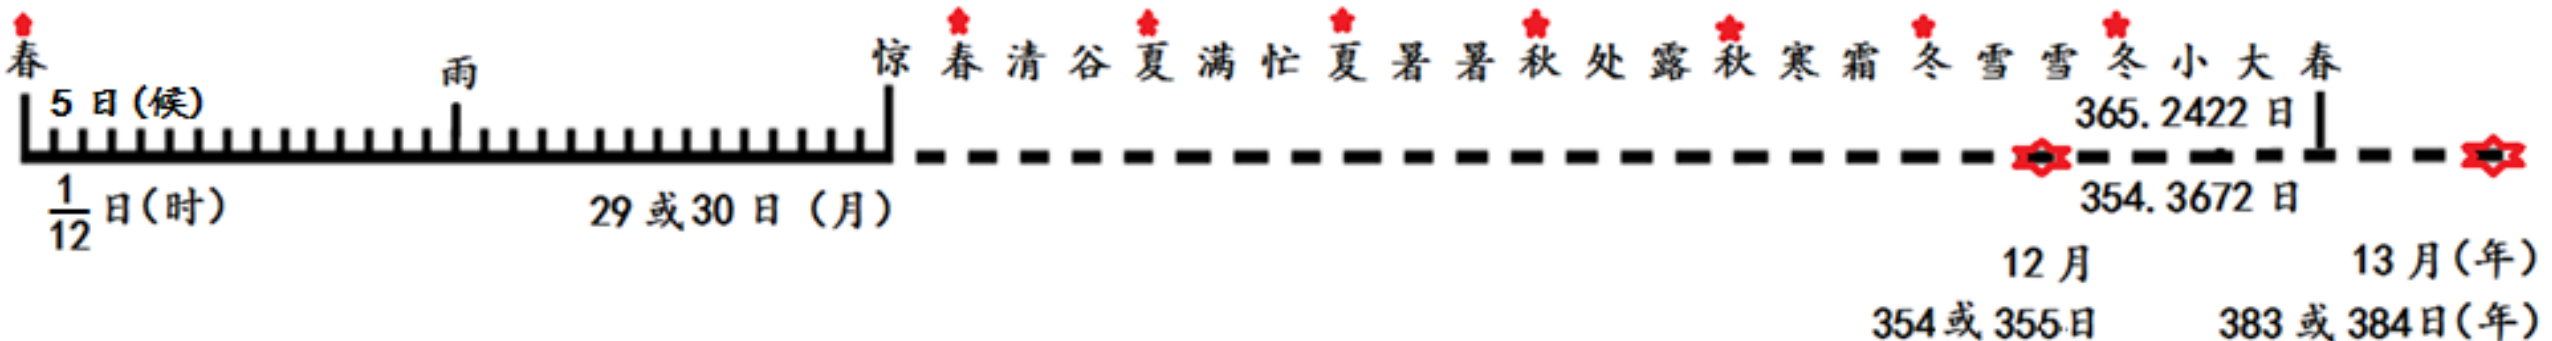 春 雨 惊 春 清 谷 夏 满 忙 夏 暑 暑 秋 处 露 秋 寒 霜 冬 雪 雪 冬 小 大 春
5 日(候) 365.2422 日
1/12 日(时) 29 或 30 日 (月) 354.3672 日
12 月 13 月(年)
354 或 355 日 383 或 384日(年)